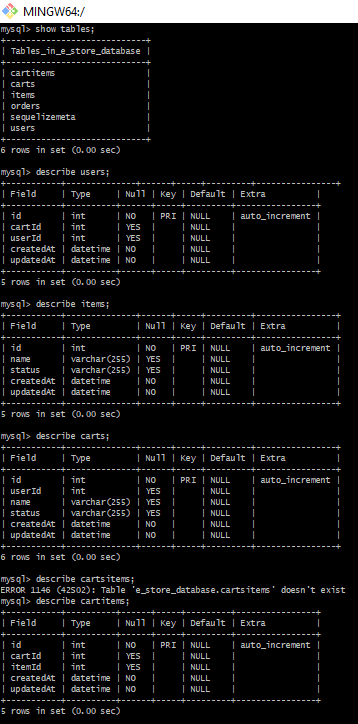 MINGW64:/
mysql> show tables;
+-----------------------------+
| Tables_in_e_store_database |
+-----------------------------+
| cartitems |
| carts |
| items |
| orders |
| sequelizemeta |
| users |
+-----------------------------+
6 rows in set (0.00 sec)
mysql> describe users;
+-----------+----------+------+-----+---------+----------------+
| Field | Type | Null | Key | Default | Extra |
+-----------+----------+------+-----+---------+----------------+
| id | int | NO | PRI | NULL | auto_increment |
| cartId | int | YES | | NULL | |
| userId | int | YES | | NULL | |
| createdAt | datetime | NO | | NULL | |
| updatedAt | datetime | NO | | NULL | |
+-----------+----------+------+-----+---------+----------------+
5 rows in set (0.00 sec)
mysql> describe items;
+-----------+--------------+------+-----+---------+----------------+
| Field | Type | Null | Key | Default | Extra |
+-----------+--------------+------+-----+---------+----------------+
| id | int | NO | PRI | NULL | auto_increment |
| name | varchar(255) | YES | | NULL | |
| status | varchar(255) | YES | | NULL | |
| createdAt | datetime | NO | | NULL | |
| updatedAt | datetime | NO | | NULL | |
+-----------+--------------+------+-----+---------+----------------+
5 rows in set (0.00 sec)
mysql> describe carts;
+-----------+--------------+------+-----+---------+----------------+
| Field | Type | Null | Key | Default | Extra |
+-----------+--------------+------+-----+---------+----------------+
| id | int | NO | PRI | NULL | auto_increment |
| userId | int | YES | | NULL | |
| name | varchar(255) | YES | | NULL | |
| status | varchar(255) | YES | | NULL | |
| createdAt | datetime | NO | | NULL | |
| updatedAt | datetime | NO | | NULL | |
+-----------+--------------+------+-----+---------+----------------+
6 rows in set (0.00 sec)
mysql> describe cartsitems;
ERROR 1146 (42S02): Table 'e_store_database.cartsitems' doesn't exist
mysql> describe cartitems;
+-----------+----------+------+-----+---------+----------------+
| Field | Type | Null | Key | Default | Extra |
+-----------+----------+------+-----+---------+----------------+
| id | int | NO | PRI | NULL | auto_increment |
| cartId | int | YES | | NULL | |
| itemId | int | YES | | NULL | |
| createdAt | datetime | NO | | NULL | |
| updatedAt | datetime | NO | | NULL | |
+-----------+----------+------+-----+---------+----------------+
5 rows in set (0.00 sec)